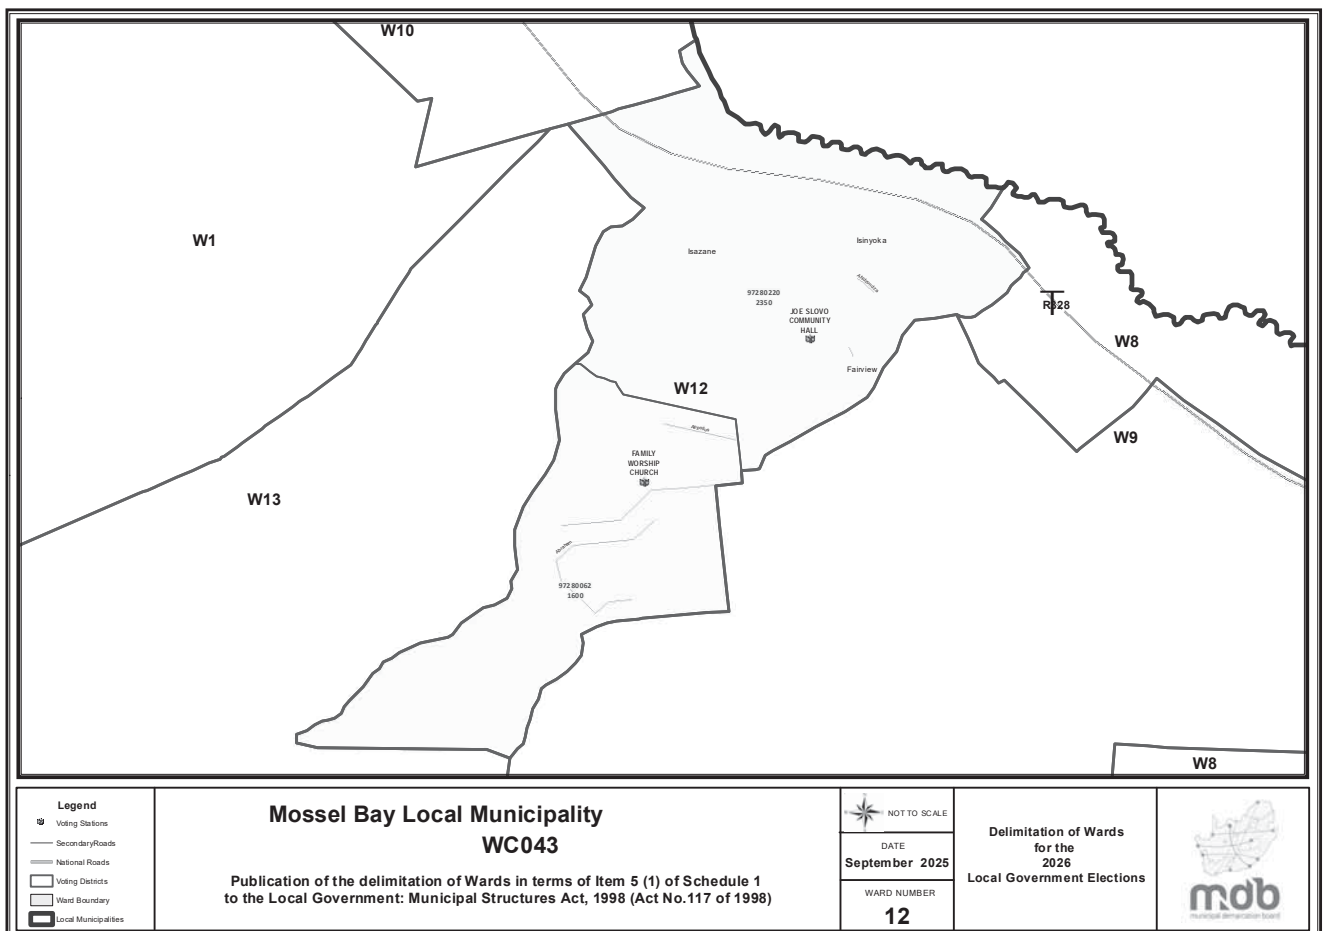 W10
W1
Isinyoka
Isazane
97280220
2350
JOE SLOVO
COMMUNITY
HALL
R328
W8
Fairview
W12
W9
FAMILY
WORSHIP
CHURCH
W13
97280062
1600
W8
Legend
Voting Stations
SecondaryRoads
National Roads
Voting Districts
Ward Boundary
Local Municipalities
Mossel Bay Local Municipality
WC043
Publication of the delimitation of Wards in terms of Item 5 (1) of Schedule 1
to the Local Government: Municipal Structures Act, 1998 (Act No.117 of 1998)
NOT TO SCALE
DATE
September 2025
WARD NUMBER
12
Delimitation of Wards
for the
2026
Local Government Elections
mdb
municipal demarcation board